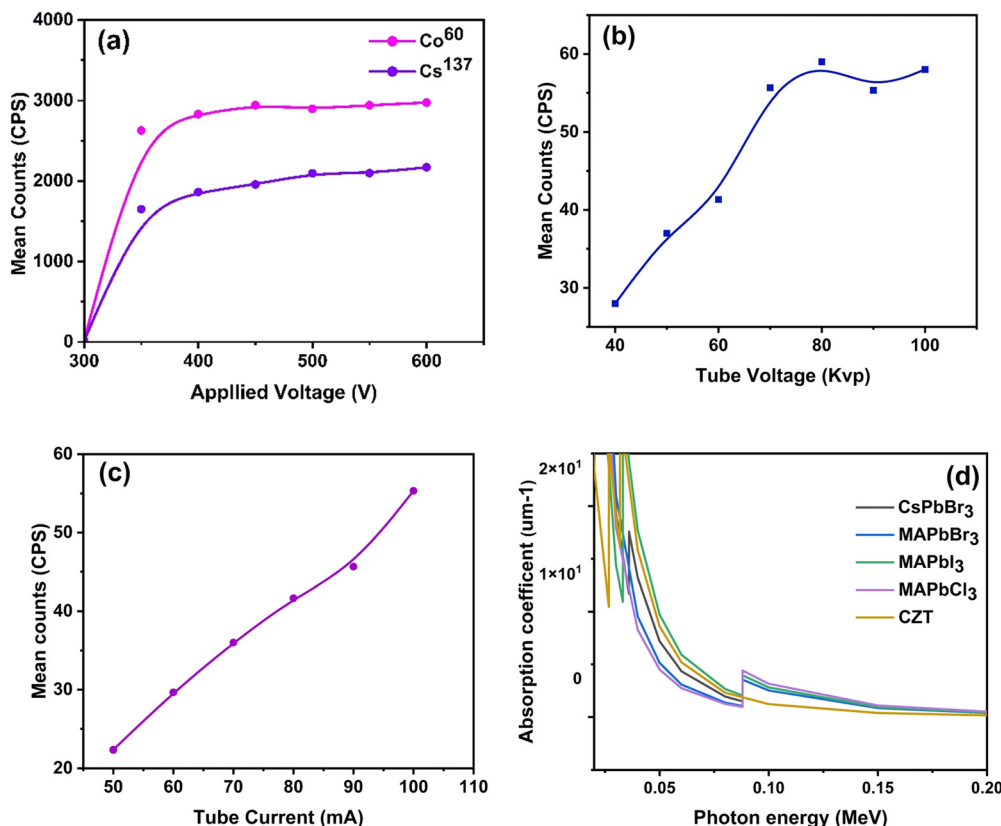 (a)
Co60
Cs137
4000
3000
2000
1000
0
300
400
500
600
Mean Counts (CPS)
Appllied Voltage (V)
(b)
60
50
40
30
40
60
80
100
Mean Counts (CPS)
Tube Voltage (Kvp)
(c)
60
50
40
30
20
50
60
70
80
90
100
110
Mean counts (CPS)
Tube Current (mA)
(d)
2×10¹
1×10¹
0
CsPbBr3
MAPbBr3
MAPbI3
MAPbCl3
CZT
0.05
0.10
0.15
0.20
Absorption coefficent (um-1)
Photon energy (MeV)